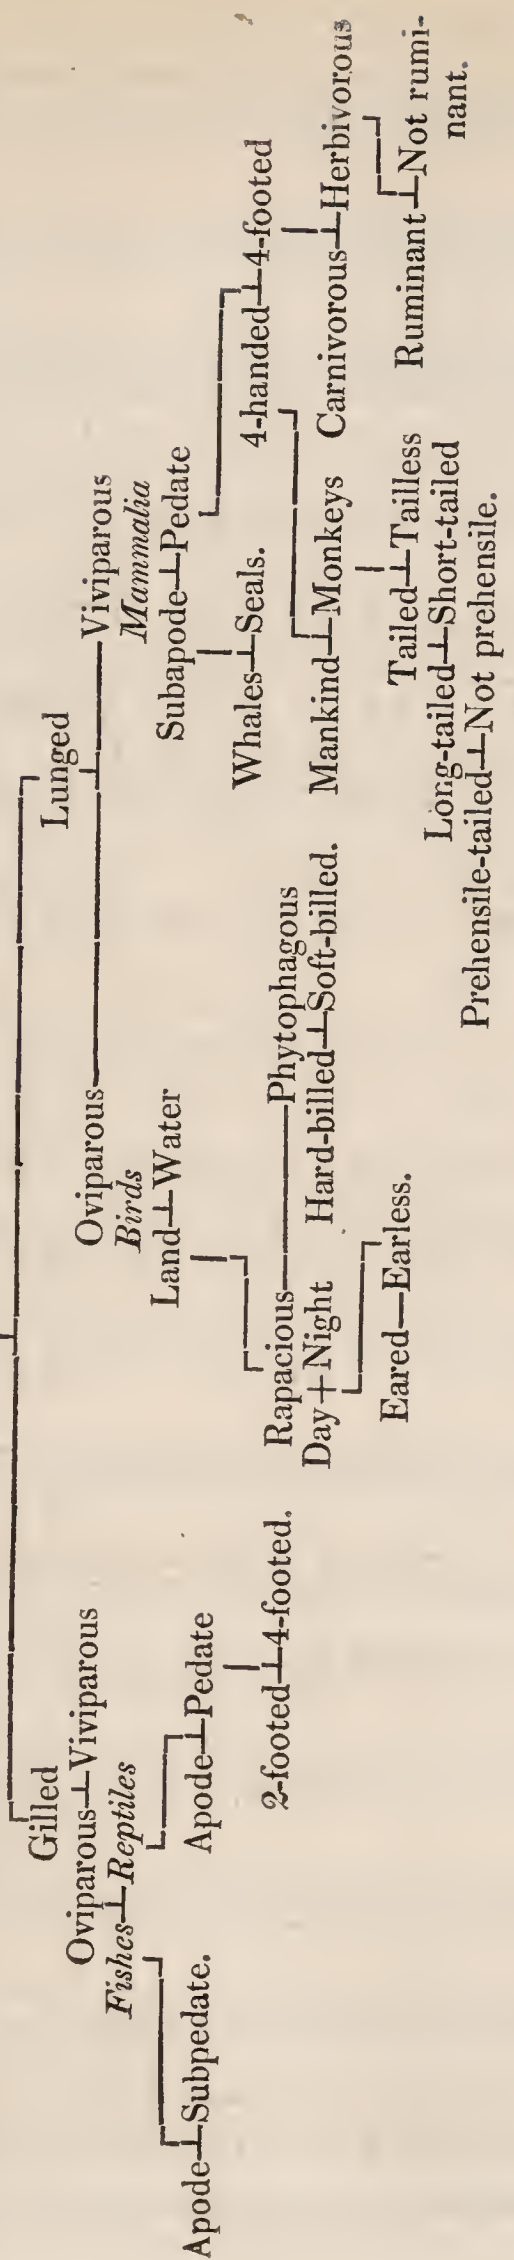 Gilled Lunged
Oviparous—Viviparous Oviparous Viviparous
Fishes—Reptiles Birds Mammalia
Land—Water Subapode—Pedate
Apode—Subpedate. Apode—Pedate
Whales—Seals. 4-handed—4-footed
2-footed—4-footed. Rapacious—Phytophagous
Day—Night Hard-billed—Soft-billed. Mankind—Monkeys Carnivorous—Herbivorous
Eared—Earless. Tailed—Tailless Ruminant—Not rumi-
nant.
Long-tailed—Short-tailed
Prehensile-tailed—Not prehensile.